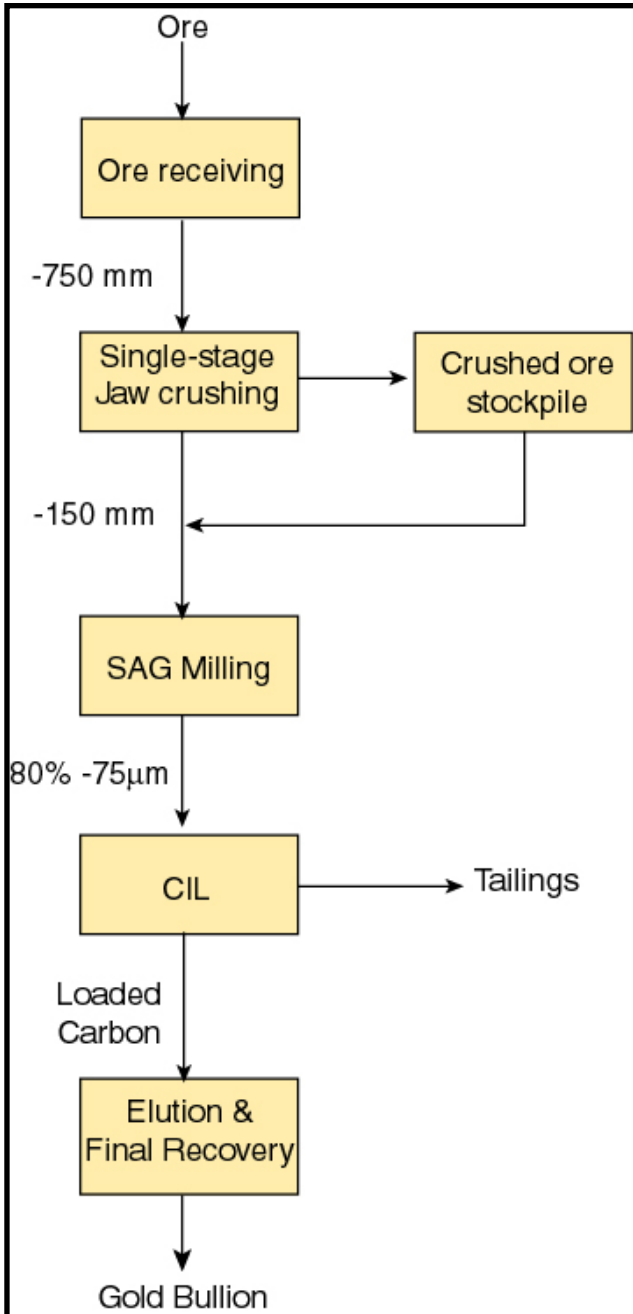 Ore
Ore receiving
-750 mm
Single-stage
Jaw crushing
Crushed ore
stockpile
-150 mm
SAG Milling
80% -75μm
CIL
Tailings
Loaded
Carbon
Elution &
Final Recovery
Gold Bullion